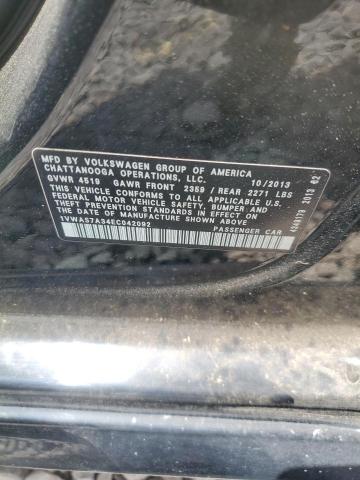 MFD BY VOLKSWAGEN GROUP OF AMERICA
CHATTANOOGA OPERATIONS, LLC. 10/2013
GVWR 4519 GAWR FRONT 2359 / REAR 2271 LBS
THIS VEHICLE CONFORMS TO ALL APPLICABLE U.S.
FEDERAL MOTOR VEHICLE SAFETY, BUMPER AND
THEFT PREVENTION STANDARDS IN EFFECT ON
THE DATE OF MANUFACTURE SHOWN ABOVE
1VWAS7A34EC042092 PASSENGER CAR
2013 02